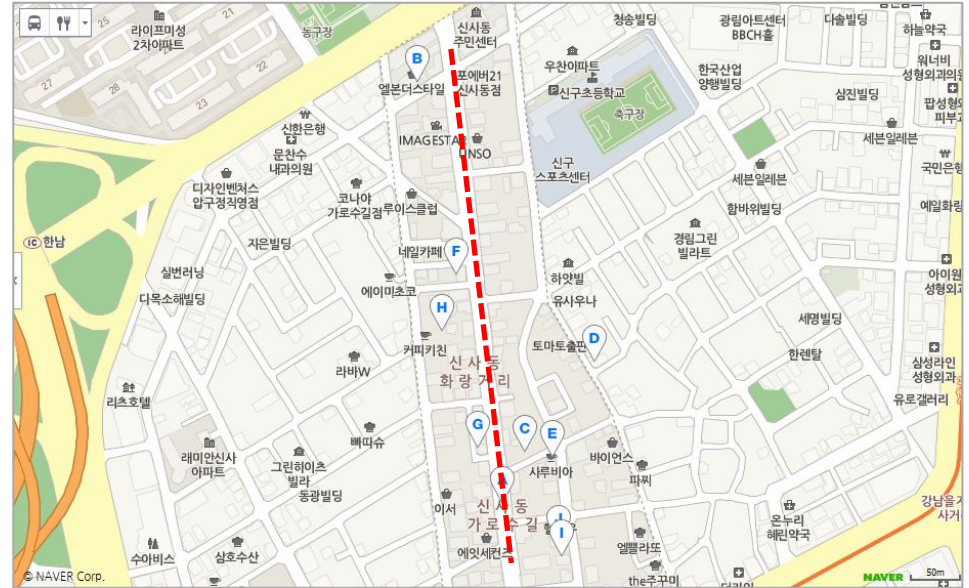 25
21
27
22
28
23
라이프미성
2차아파트
농구장
신사동
주민센터
B
엘본더스타일
포에버21
신사동점
청송빌딩
광림아트센터
BBCH홀
다솔빌딩
하늘약국
우찬아파트
P신구초등학교
축구장
한국산업
양행빌딩
삼진빌딩
워너비
성형외과의원
팝성형외
피부
신한은행
문찬수
내과의원
IMAGESTAR
신구
스포츠센터
세븐일레븐
세븐일레븐
국민은행
디자인벤처스
압구정직영점
코나야
가로수길점
루이스클럽
함바위빌딩
예일화랑
IC 한남
지은빌딩
네일카페
F
경림그린
빌라트
하얏빌
아이원
성형외과
실번러닝
다목소해빌딩
에이미초코
H
유사우나
세명빌딩
커피키친
토마토출판
D
한렌탈
라바W
신사동
화랑거리
삼성라인
성형외과
리츠호텔
유로갤러리
G
C
E
래미안신사
아파트
빠따슈
그린하이츠
빌라
사루비아
바이언스
파찌
A
동광빌딩
이서
신사동
가로수길
I
온누리
혜린약국
강남을지
사거리
수아비스
삼호수산
에잇세컨즈
엘쁠라또
the주꾸미
© NAVER Corp.
NAVER
50m